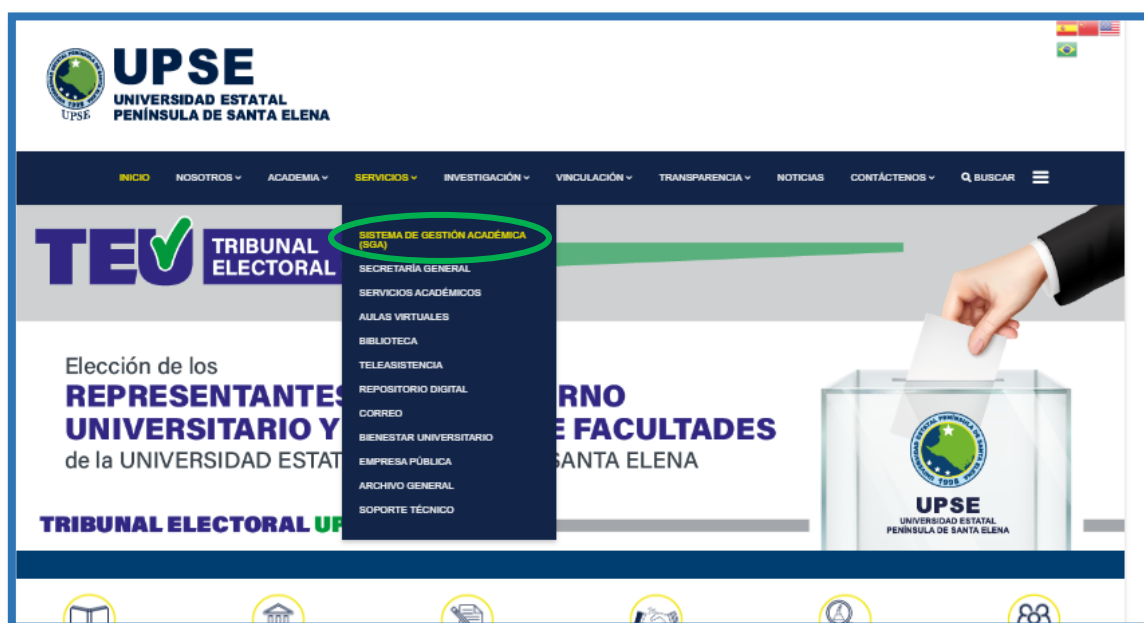 UPSE
UNIVERSIDAD ESTATAL
PENÍNSULA DE SANTA ELENA
UPSE
INICIO NOSOTROS ACADEMIA SERVICIOS INVESTIGACIÓN VINCULACIÓN TRANSPARENCIA NOTICIAS CONTÁCTENOS BUSCAR
SISTEMA DE GESTIÓN ACADÉMICA
(SGA)
SECRETARÍA GENERAL
SERVICIOS ACADÉMICOS
AULAS VIRTUALES
BIBLIOTECA
TELEASISTENCIA
REPOSITORIO DIGITAL
CORREO
BIENESTAR UNIVERSITARIO
EMPRESA PÚBLICA
ARCHIVO GENERAL
SOPORTE TÉCNICO
TEU
TRIBUNAL
ELECTORAL
Elección de los
REPRESENTANTES RNO
UNIVERSITARIO Y E FACULTADES
de la UNIVERSIDAD ESTAT SANTA ELENA
TRIBUNAL ELECTORAL UP
1998
UPSE
UNIVERSIDAD ESTATAL
PENÍNSULA DE SANTA ELENA